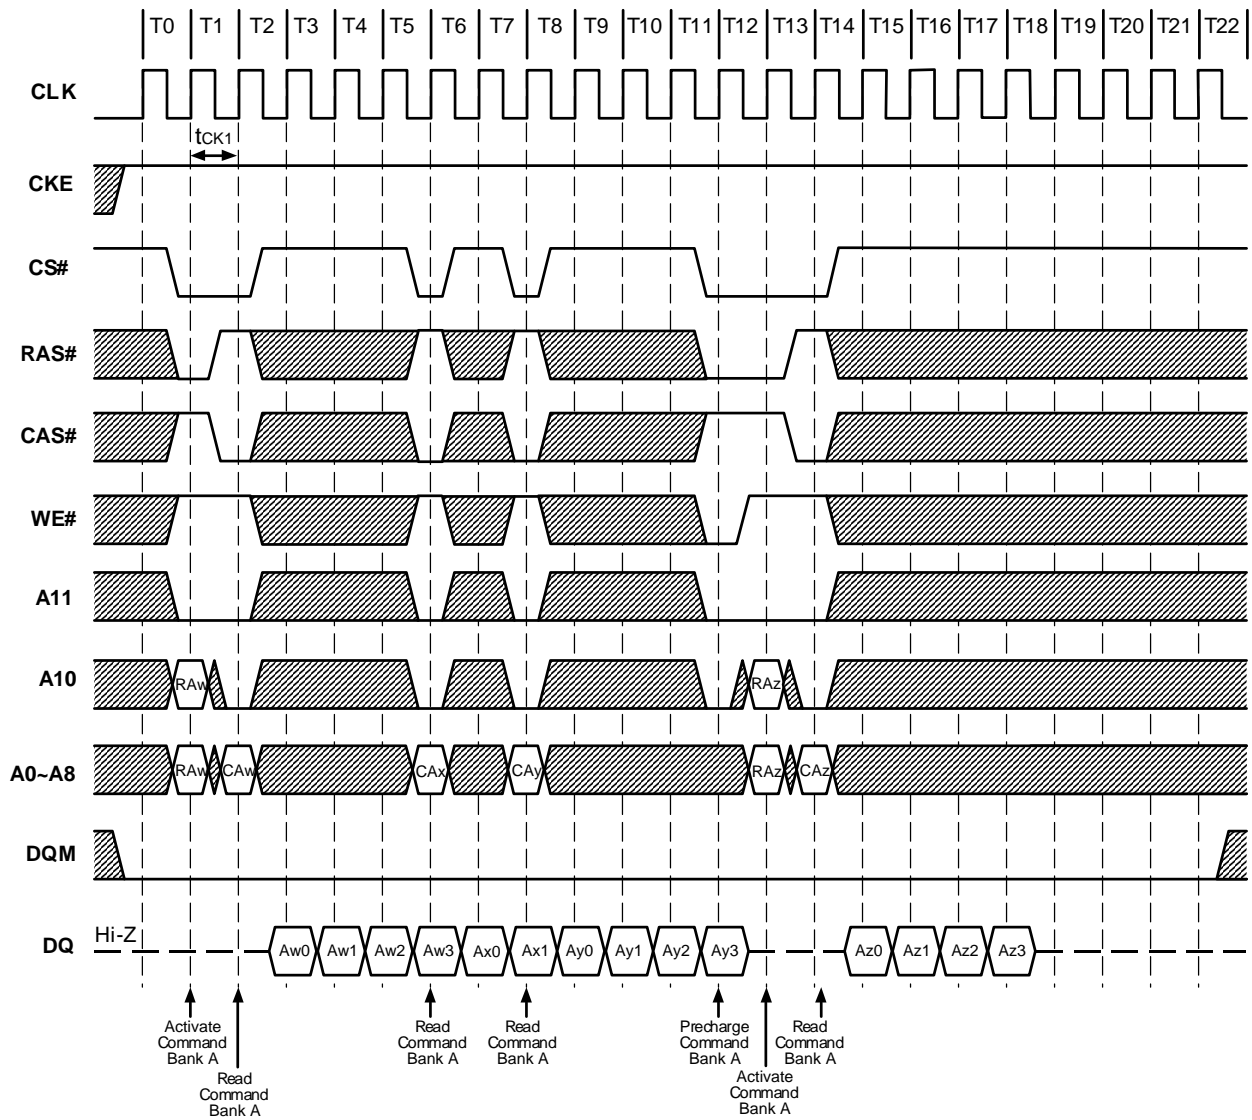 T0 T1 T2 T3 T4 T5 T6 T7 T8 T9 T10 T11 T12 T13 T14 T15 T16 T17 T18 T19 T20 T21 T22
CLK
tCK1
CKE
CS#
RAS#
CAS#
WE#
A11
A10
RAw RAz
A0~A8
RAw CAw CAx CAy RAz CAz
DQM
DQ
Hi-Z
Aw0 Aw1 Aw2 Aw3 Ax0 Ax1 Ay0 Ay1 Ay2 Ay3 Az0 Az1 Az2 Az3
Activate
Command
Bank A
Read
Command
Bank A
Read
Command
Bank A
Read
Command
Bank A
Precharge
Command
Bank A
Activate
Command
Bank A
Read
Command
Bank A